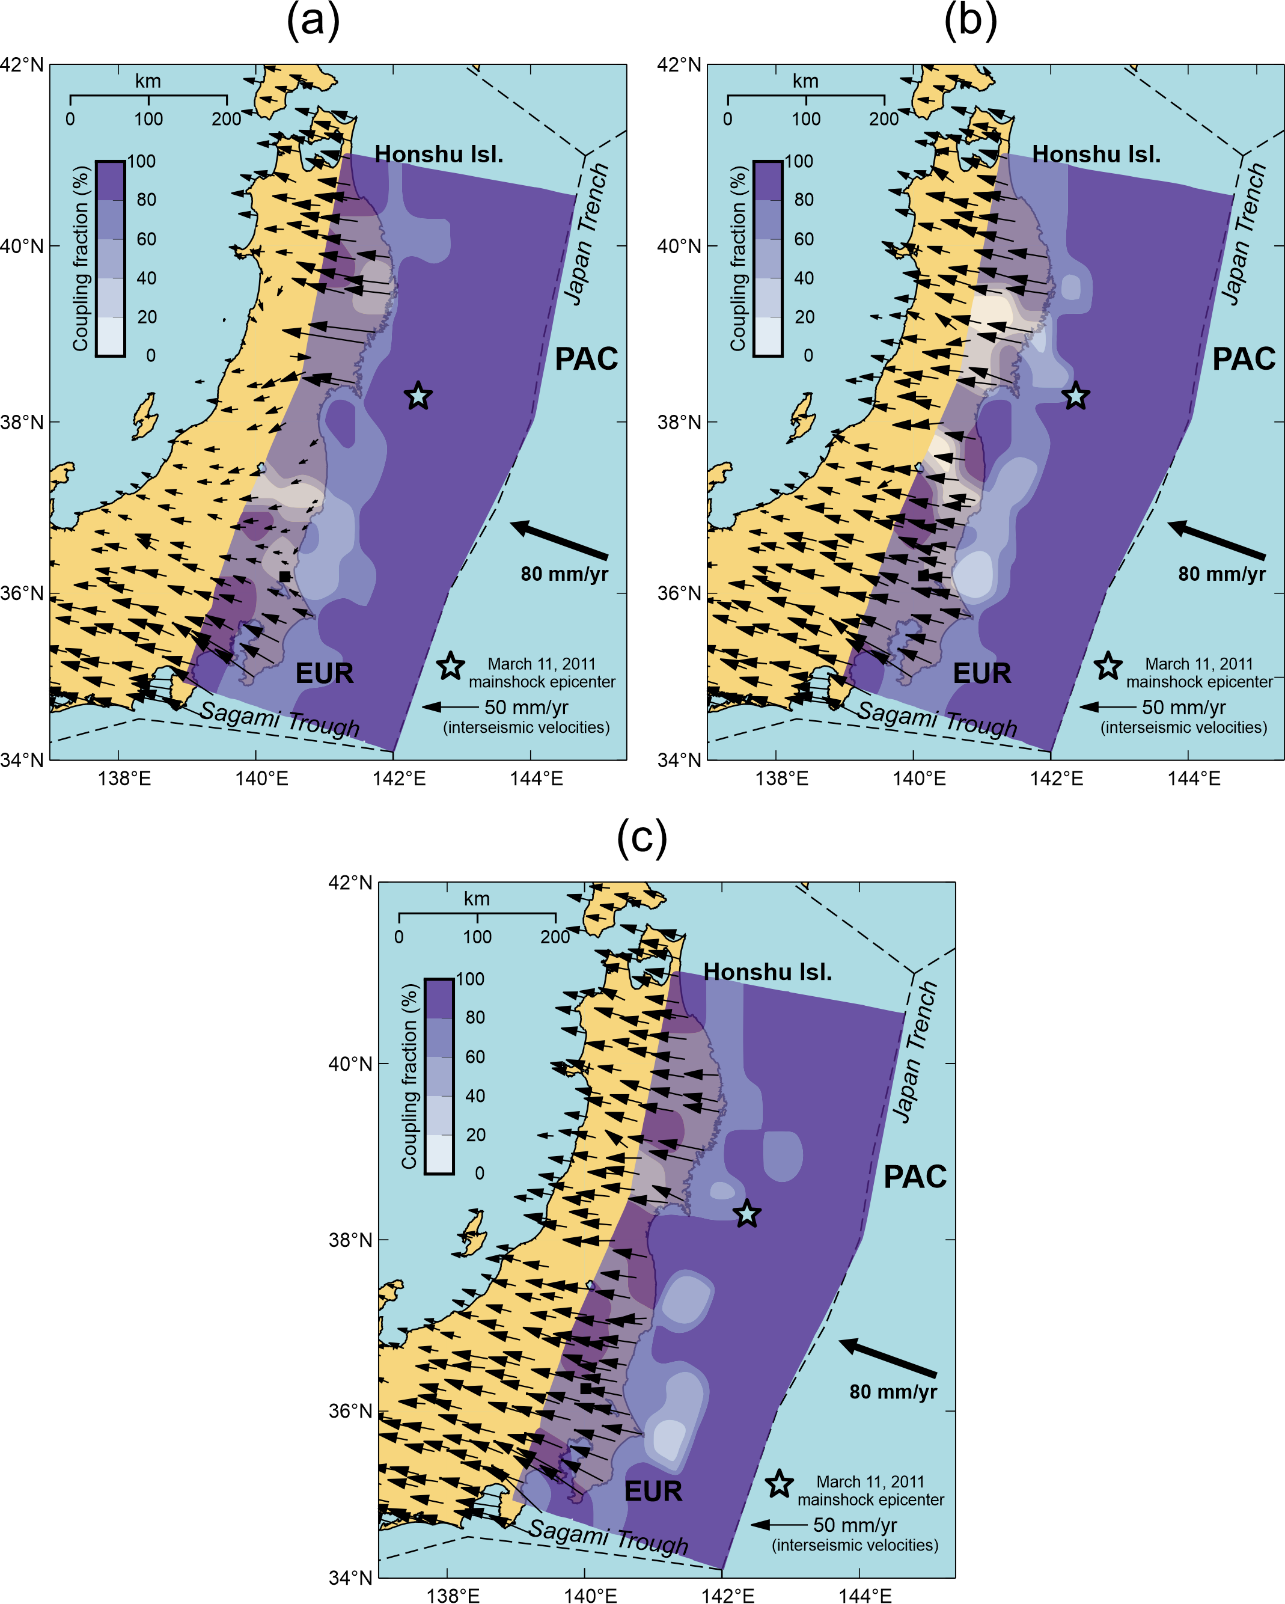 (a)
42°N
40°N
38°N
36°N
34°N
138°E
140°E
142°E
144°E
km
0
100
200
Coupling fraction (%)
100
80
60
40
20
0
Honshu Isl.
Japan Trench
PAC
80 mm/yr
EUR
Sagami Trough
March 11, 2011
mainshock epicenter
50 mm/yr
(interseismic velocities)
(b)
42°N
40°N
38°N
36°N
34°N
138°E
140°E
142°E
144°E
km
0
100
200
Coupling fraction (%)
100
80
60
40
20
0
Honshu Isl.
Japan Trench
PAC
80 mm/yr
EUR
Sagami Trough
March 11, 2011
mainshock epicenter
50 mm/yr
(interseismic velocities)
(c)
42°N
40°N
38°N
36°N
34°N
138°E
140°E
142°E
144°E
km
0
100
200
Coupling fraction (%)
100
80
60
40
20
0
Honshu Isl.
Japan Trench
PAC
80 mm/yr
EUR
Sagami Trough
March 11, 2011
mainshock epicenter
50 mm/yr
(interseismic velocities)